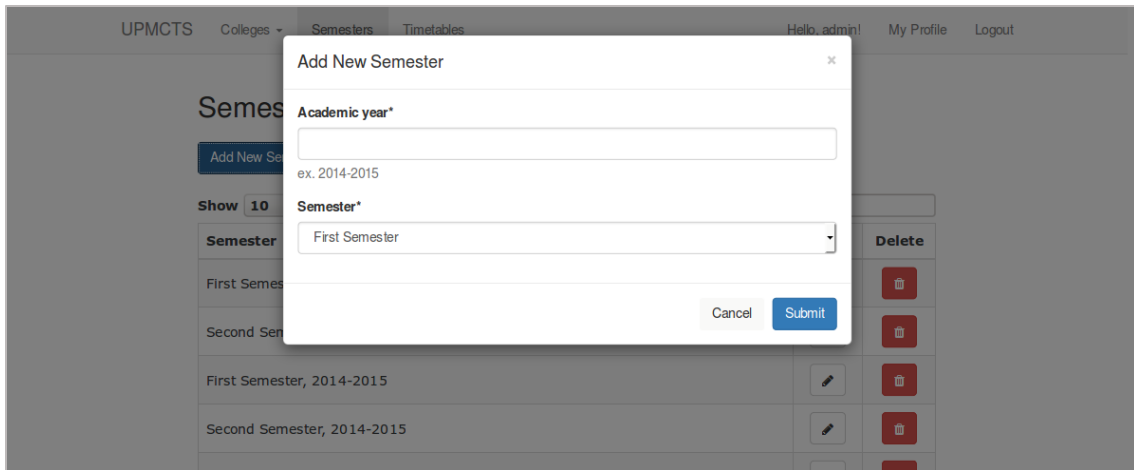 UPMCTS Colleges Semesters Timetables Hello, admin! My Profile Logout
Add New Semester ×
Semes
Academic year*
Add New Se
ex. 2014-2015
Show 10
Semester*
First Semester
Semester Delete
First Semes
Cancel Submit
Second Sem
First Semester, 2014-2015
Second Semester, 2014-2015